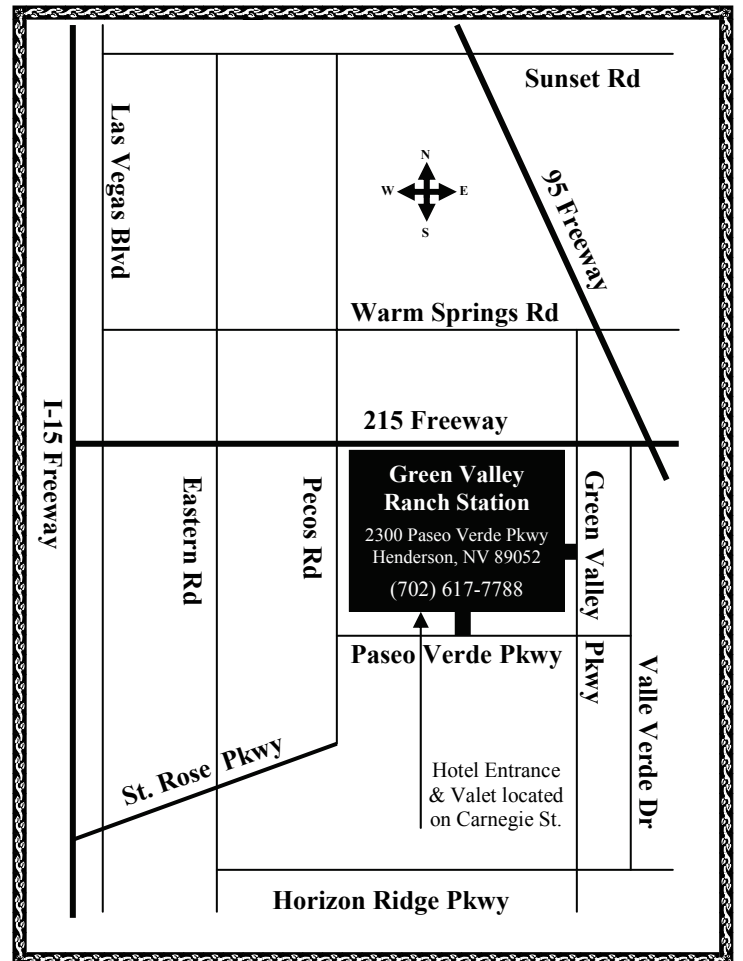 Sunset Rd
Las Vegas Blvd
N
W E
S
95 Freeway
Warm Springs Rd
I-15 Freeway
215 Freeway
Eastern Rd
Pecos Rd
Green Valley
Ranch Station
2300 Paseo Verde Pkwy
Henderson, NV 89052
(702) 617-7788
Green Valley Pkwy
Paseo Verde Pkwy
Valle Verde Dr
St. Rose Pkwy
Hotel Entrance
& Valet located
on Carnegie St.
Horizon Ridge Pkwy